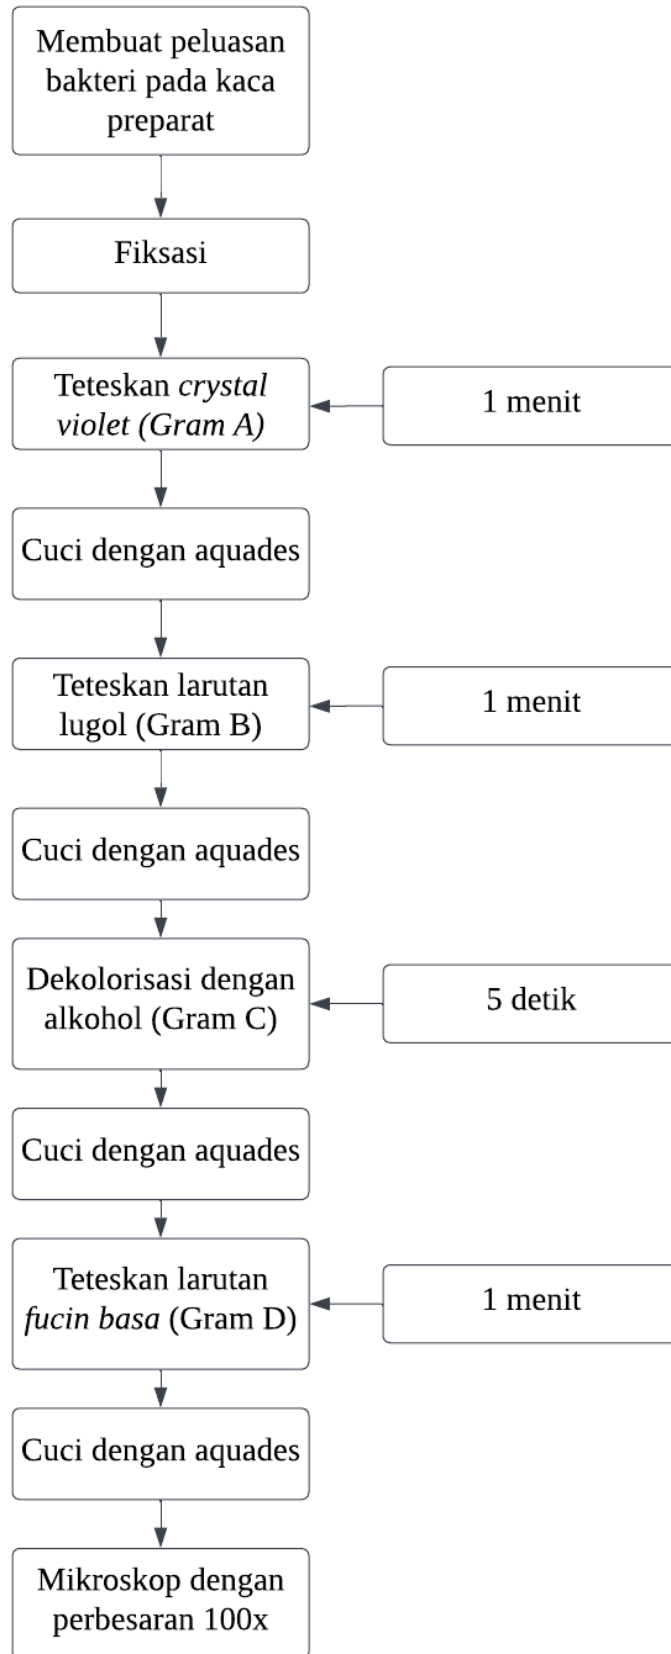 Membuat peluasan
bakteri pada kaca
preparat
Fiksasi
Teteskan crystal
violet (Gram A)
1 menit
Cuci dengan aquades
Teteskan larutan
lugol (Gram B)
1 menit
Cuci dengan aquades
Dekolorisasi dengan
alkohol (Gram C)
5 detik
Cuci dengan aquades
Teteskan larutan
fucin basa (Gram D)
1 menit
Cuci dengan aquades
Mikroskop dengan
perbesaran 100x